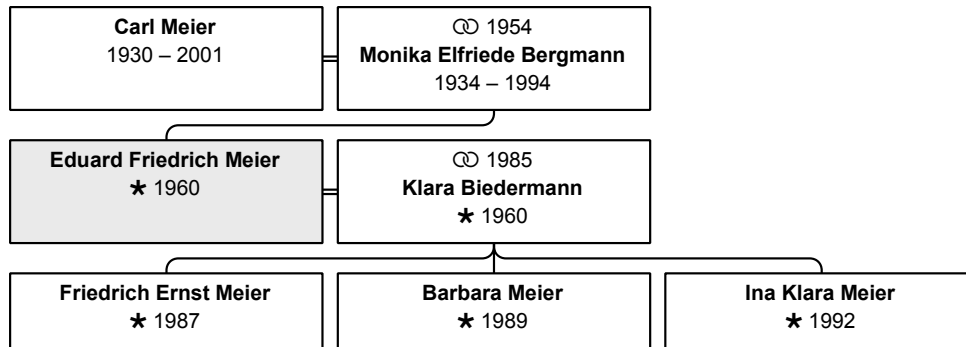 Carl Meier
1930 – 2001
⚭ 1954
Monika Elfriede Bergmann
1934 – 1994
Eduard Friedrich Meier
★ 1960
⚭ 1985
Klara Biedermann
★ 1960
Friedrich Ernst Meier
★ 1987
Barbara Meier
★ 1989
Ina Klara Meier
★ 1992